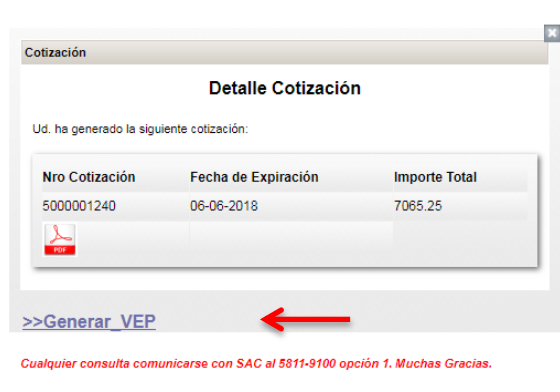 Cotización
Detalle Cotización
Ud. ha generado la siguiente cotización:
Nro Cotización Fecha de Expiración Importe Total
5000001240 06-06-2018 7065.25
PDF
>>Generar_VEP
Cualquier consulta comunicarse con SAC al 5811-9100 opción 1. Muchas Gracias.